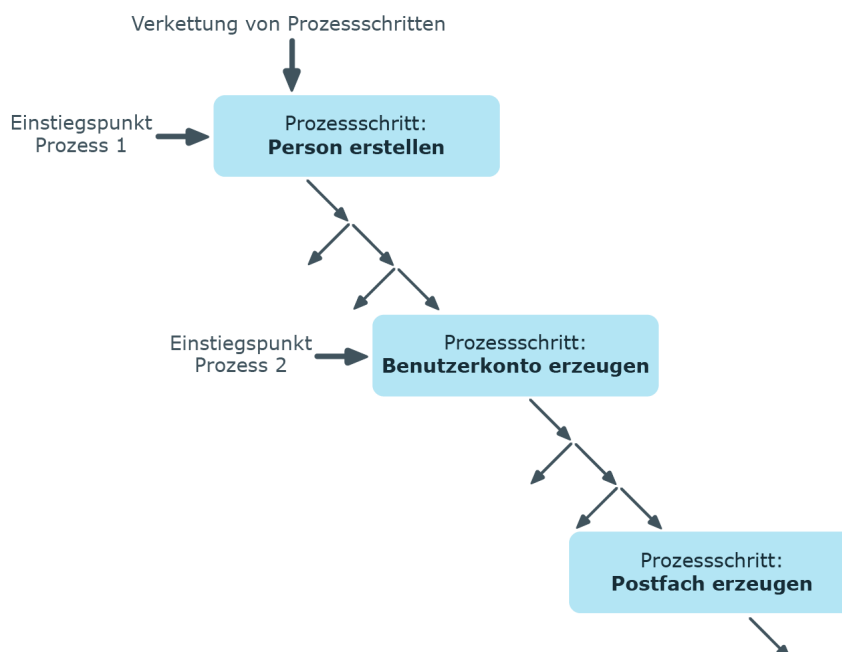 Verkettung von Prozessschritten
Einstiegspunkt
Prozess 1
Prozessschritt:
Person erstellen
Einstiegspunkt
Prozess 2
Prozessschritt:
Benutzerkonto erzeugen
Prozessschritt:
Postfach erzeugen